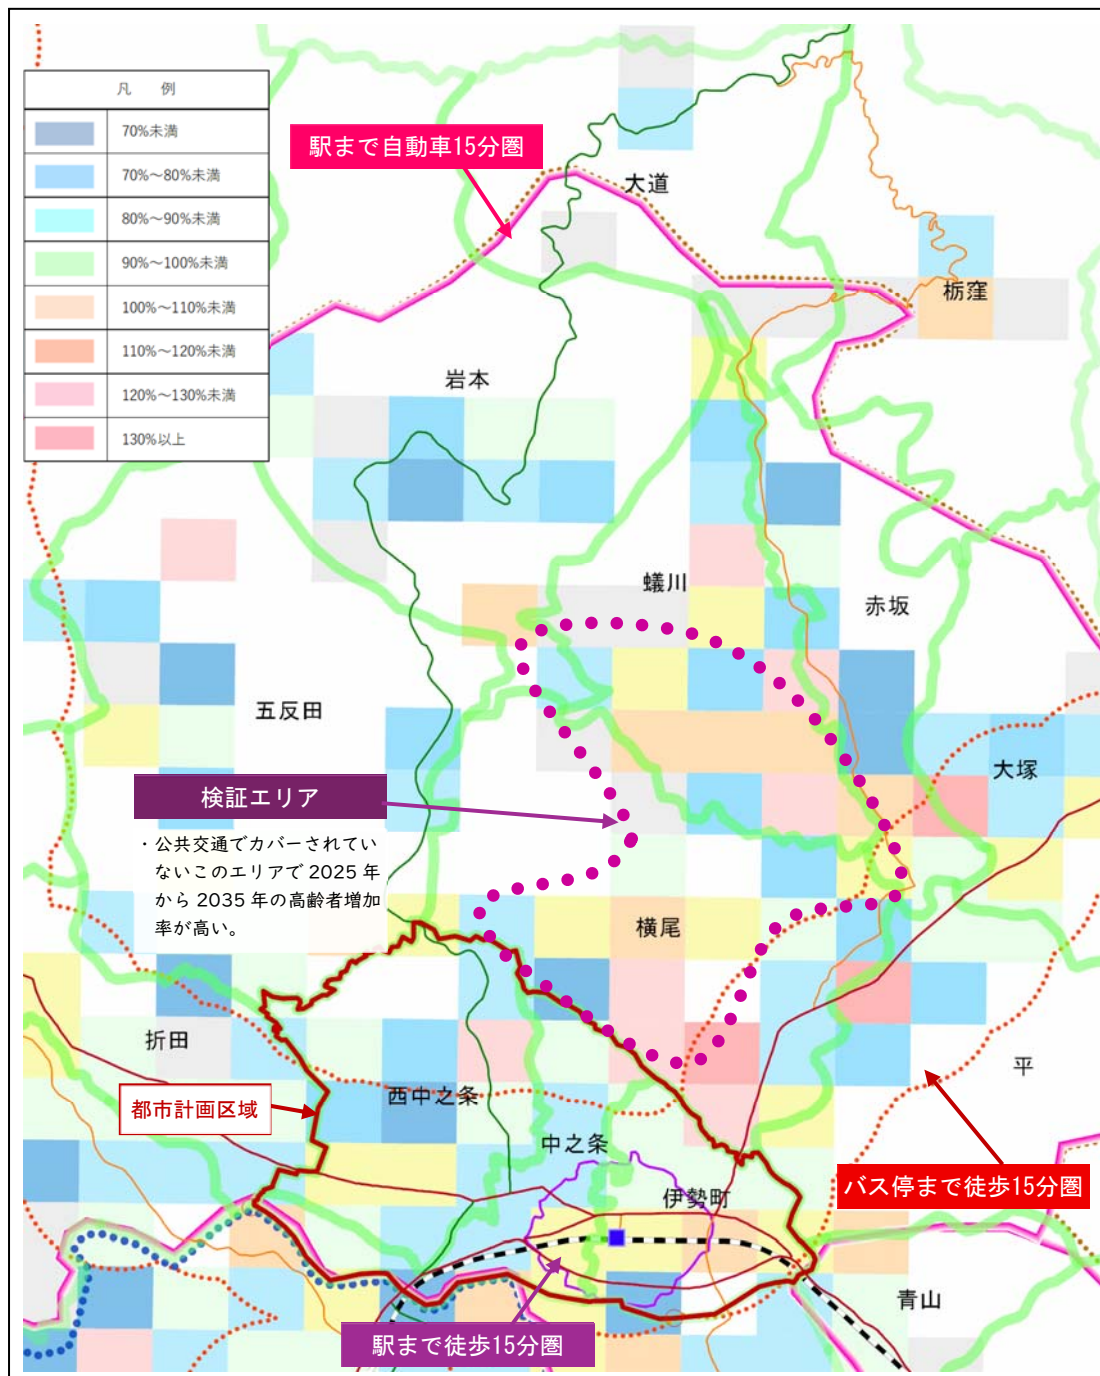 凡　例
70%未満
70%～80%未満
80%～90%未満
90%～100%未満
100%～110%未満
110%～120%未満
120%～130%未満
130%以上
駅まで自動車15分圏
大道
栃窪
岩本
蟻川
赤坂
五反田
大塚
検証エリア
・公共交通でカバーされてい
ないこのエリアで 2025 年
から 2035 年の高齢者増加
率が高い。
横尾
折田
平
西中之条
都市計画区域
中之条
バス停まで徒歩15分圏
伊勢町
青山
駅まで徒歩15分圏